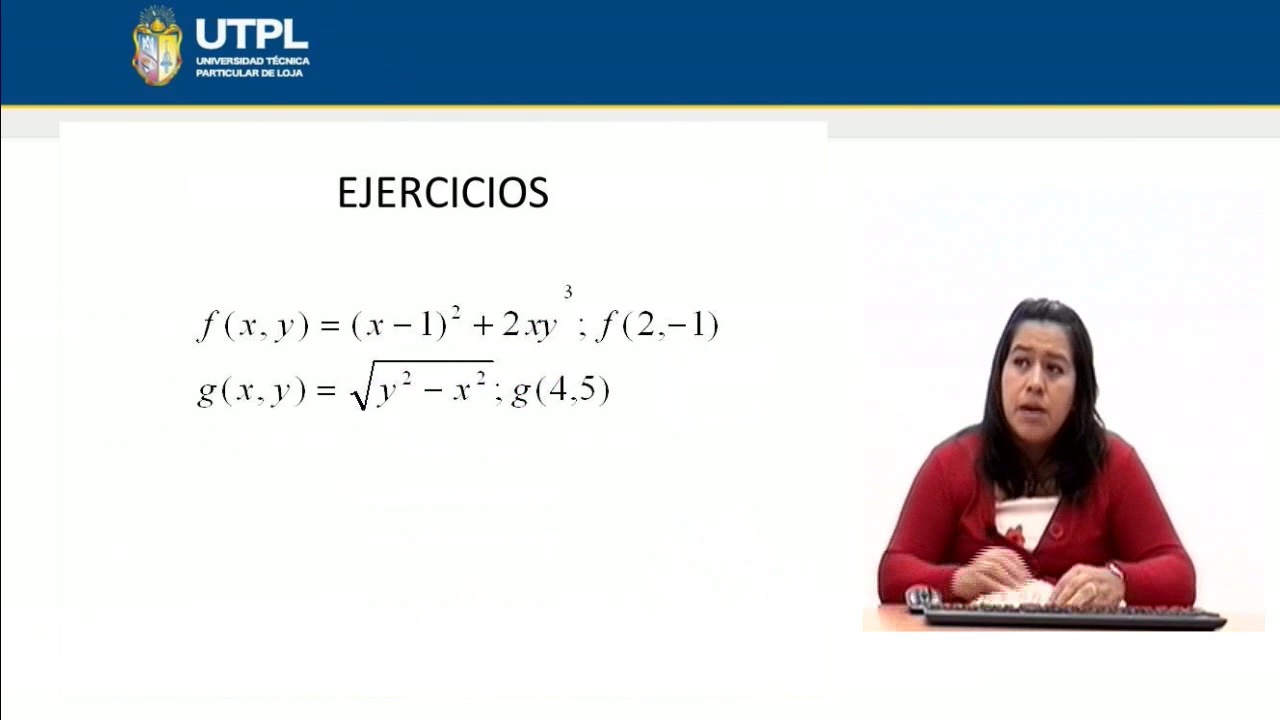 UTPL
UNIVERSIDAD TÉCNICA
PARTICULAR DE LOJA
EJERCICIOS
f(x, y) = (x − 1)² + 2xy³; f(2,−1)
g(x, y) = √(y² − x²); g(4,5)